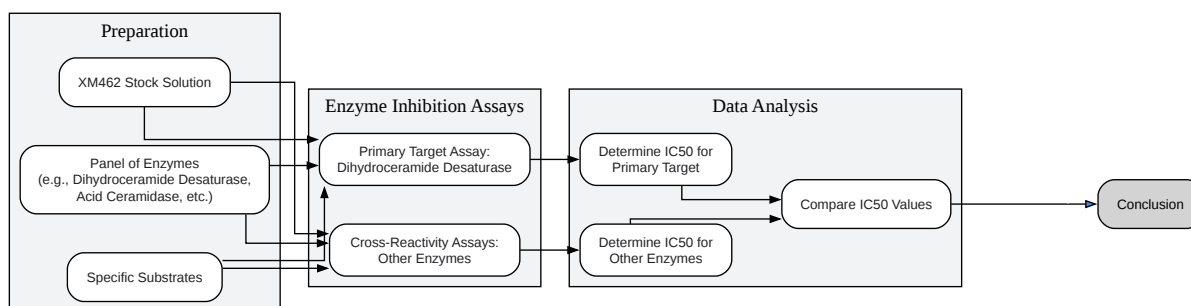 Preparation
XM462 Stock Solution
Panel of Enzymes
(e.g., Dihydroceramide Desaturase,
Acid Ceramidase, etc.)
Specific Substrates
Enzyme Inhibition Assays
Primary Target Assay:
Dihydroceramide Desaturase
Cross-Reactivity Assays:
Other Enzymes
Data Analysis
Determine IC50 for
Primary Target
Determine IC50 for
Other Enzymes
Compare IC50 Values
Conclusion